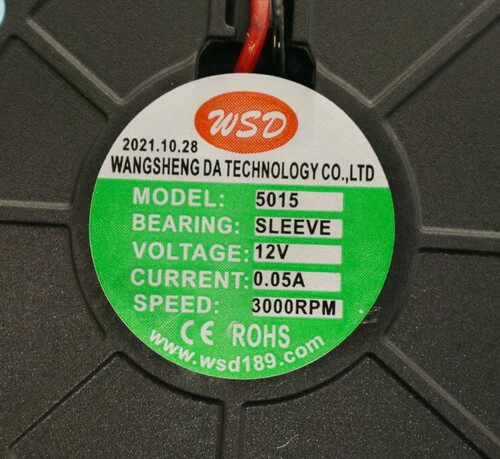 WSD
2021.10.28
WANGSHENG DA TECHNOLOGY CO.,LTD
MODEL: 5015
BEARING: SLEEVE
VOLTAGE: 12V
CURRENT: 0.05A
SPEED: 3000RPM
CE ROHS
www.wsd189.com